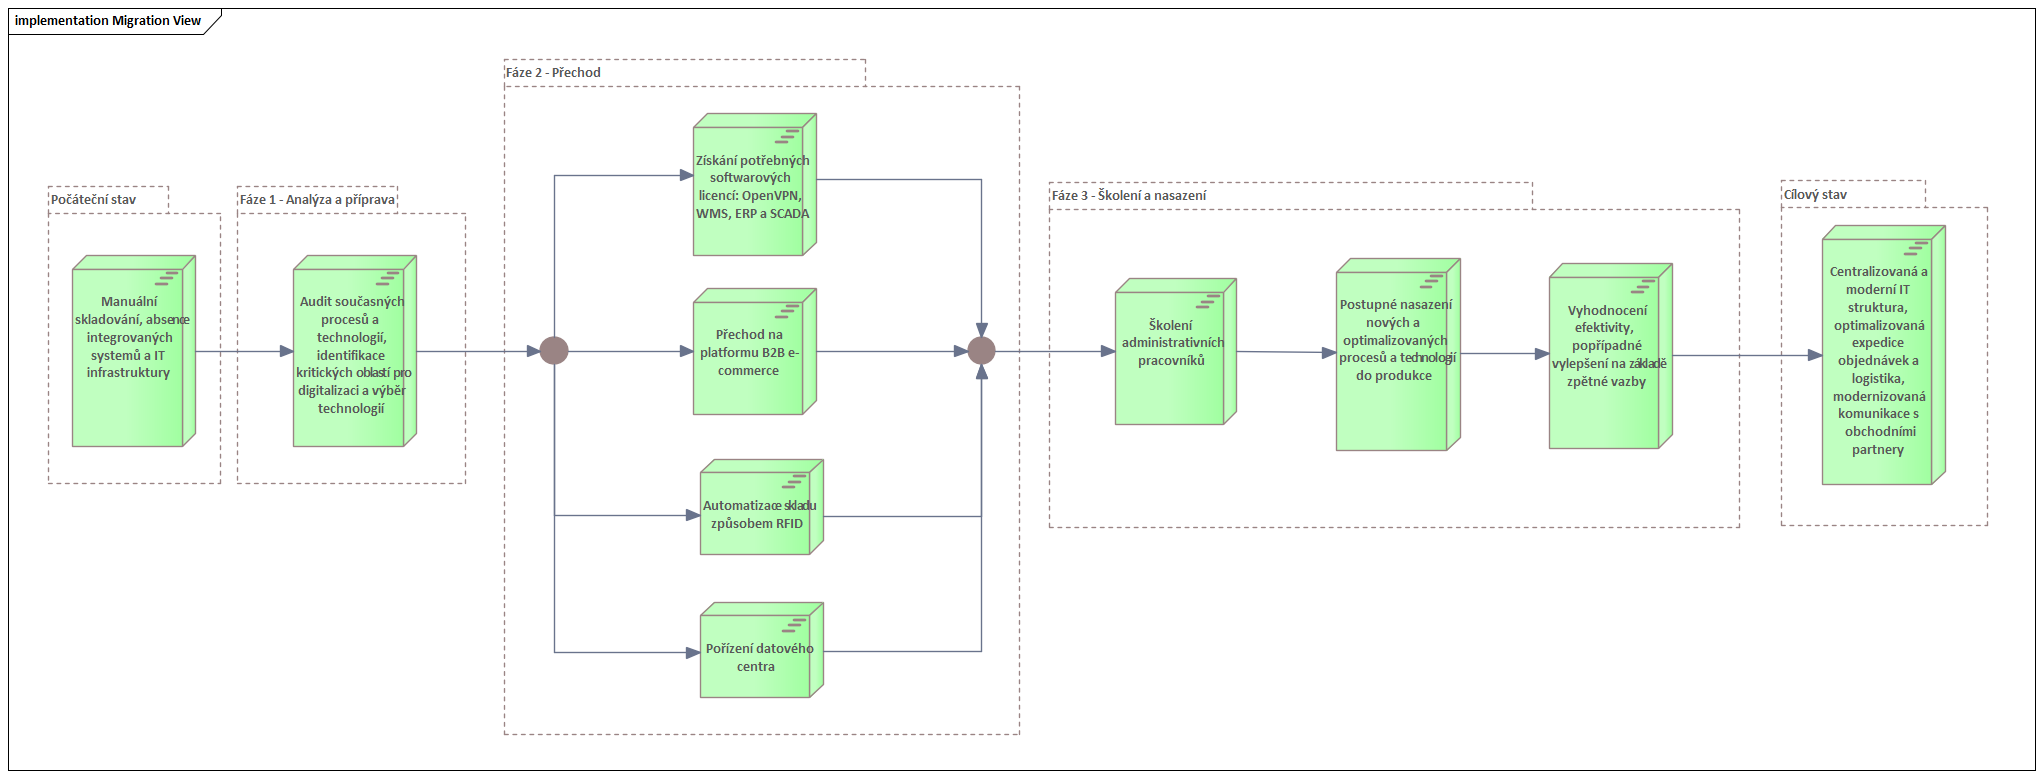 implementation Migration View
Počáteční stav
Manuální
skladování, absence
integrovaných
systémů a IT
infrastruktury
Fáze 1 - Analýza a příprava
Audit současných
procesů a
technologií,
identifikace
kritických oblastí pro
digitalizaci a výběr
technologií
Fáze 2 - Přechod
Získání potřebných
softwarových
licencí: OpenVPN,
WMS, ERP a SCADA
Přechod na
platformu B2B e-
commerce
Automatizace skladu
způsobem RFID
Pořízení datového
centra
Fáze 3 - Školení a nasazení
Školení
administrativních
pracovníků
Postupné nasazení
nových a
optimalizovaných
procesů a technologií
do produkce
Vyhodnocení
efektivity,
popřípadné
vylepšení na základě
zpětné vazby
Cílový stav
Centralizovaná a
moderní IT
struktura,
optimalizovaná
expedice
objednávek a
logistika,
modernizovaná
komunikace s
obchodními
partnery